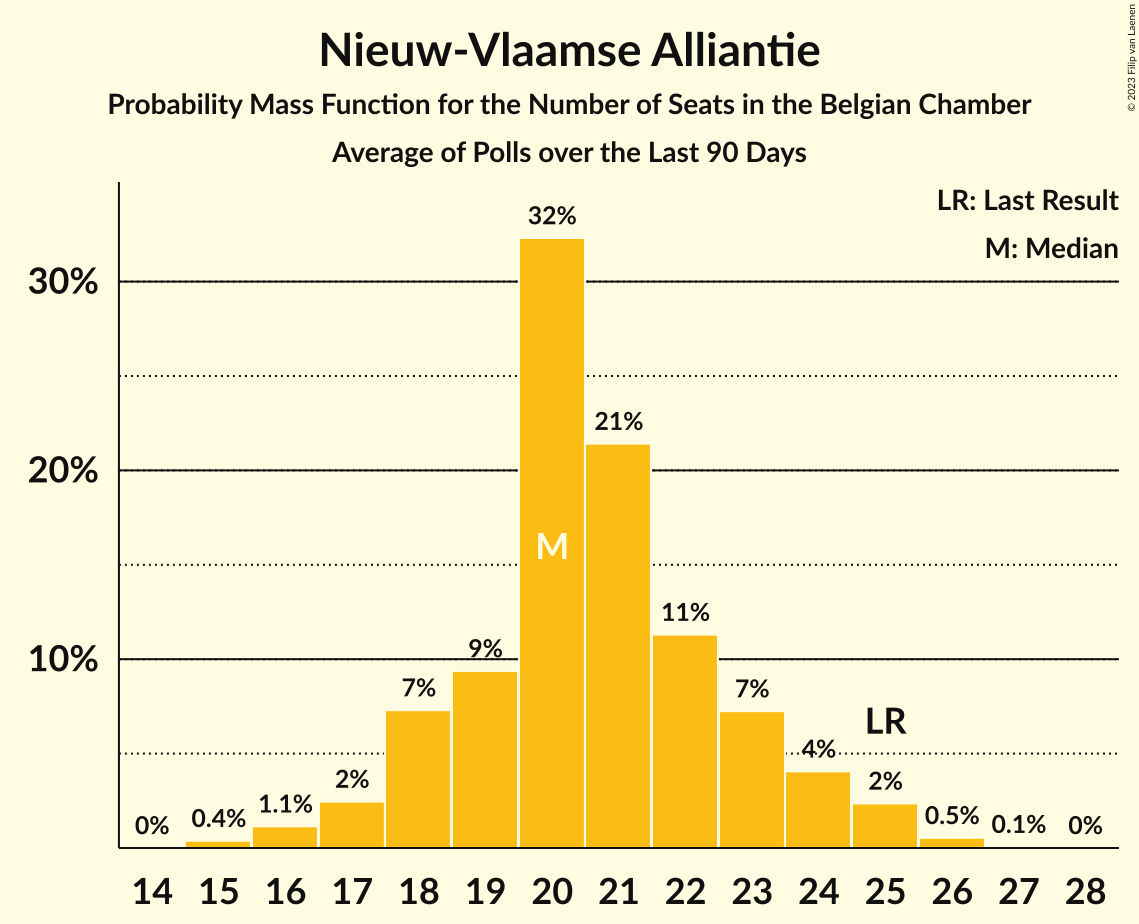 Nieuw-Vlaamse Alliantie
Probability Mass Function for the Number of Seats in the Belgian Chamber
Average of Polls over the Last 90 Days
© 2023 Filip van Laenen
LR: Last Result
M: Median
32%
30%
21%
20%
M
11%
10%
9%
7%
7%
LR
4%
2%
2%
1.1%
0.5%
0.4%
0.1%
0%
0%
14 15 16 17 18 19 20 21 22 23 24 25 26 27 28